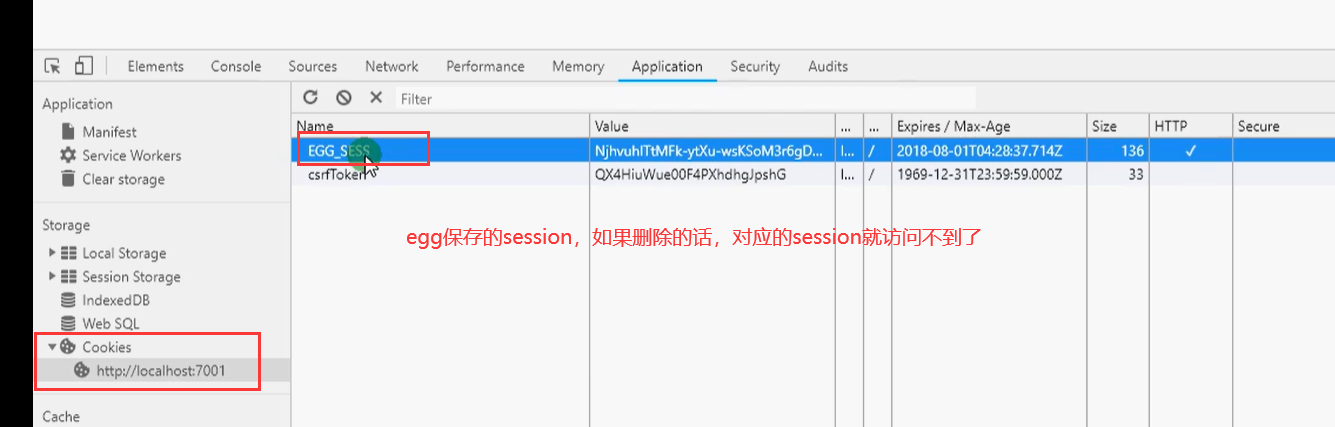 Elements Console Sources Network Performance Memory Application Security Audits
Application
Manifest
Service Workers
Clear storage
Storage
Local Storage
Session Storage
IndexedDB
Web SQL
Cookies
http://localhost:7001
Cache
Filter
Name Value ... ... Expires / Max-Age Size HTTP Secure
EGG_SESS NjhvuhlTtMFk-ytXu-wsKSoM3r6gD... l... / 2018-08-01T04:28:37.714Z 136 ✓
csrfToken QX4HiuWue00F4PXhdhgJpshG l... / 1969-12-31T23:59:59.000Z 33
egg保存的session，如果删除的话，对应的session就访问不到了